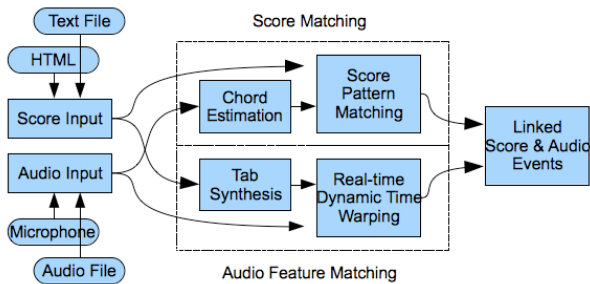 Text File
Score Matching
HTML
Score Input
Chord
Estimation
Score
Pattern
Matching
Linked
Score & Audio
Events
Audio Input
Tab
Synthesis
Real-time
Dynamic Time
Warping
Microphone
Audio File
Audio Feature Matching